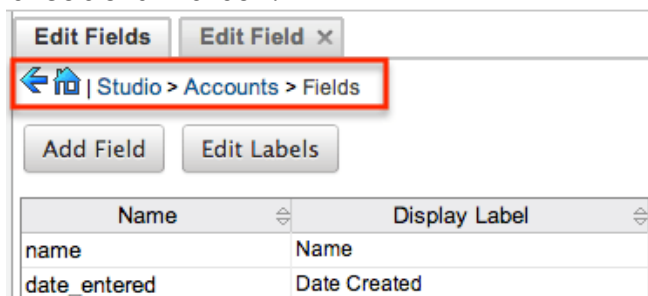 Edit Fields Edit Field ×
| Studio > Accounts > Fields
Add Field Edit Labels
Name Display Label
name Name
date_entered Date Created